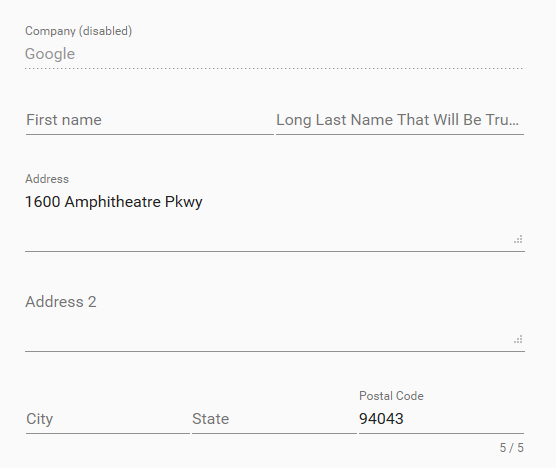 Company (disabled)
Google
First name Long Last Name That Will Be Tru...
Address
1600 Amphitheatre Pkwy
Address 2
Postal Code
City State 94043
5 / 5